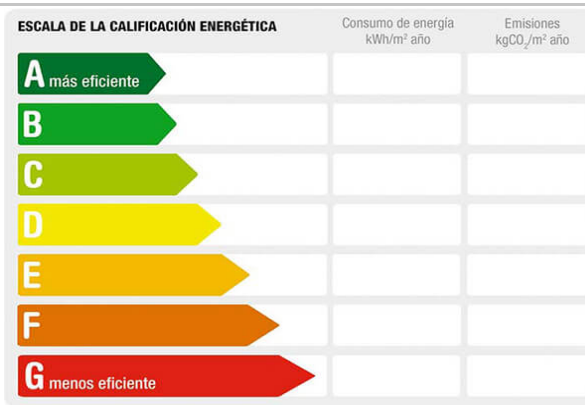 ESCALA DE LA CALIFICACIÓN ENERGÉTICA
Consumo de energía
kWh/m² año
Emisiones
kgCO₂/m² año
A más eficiente
B
C
D
E
F
G menos eficiente